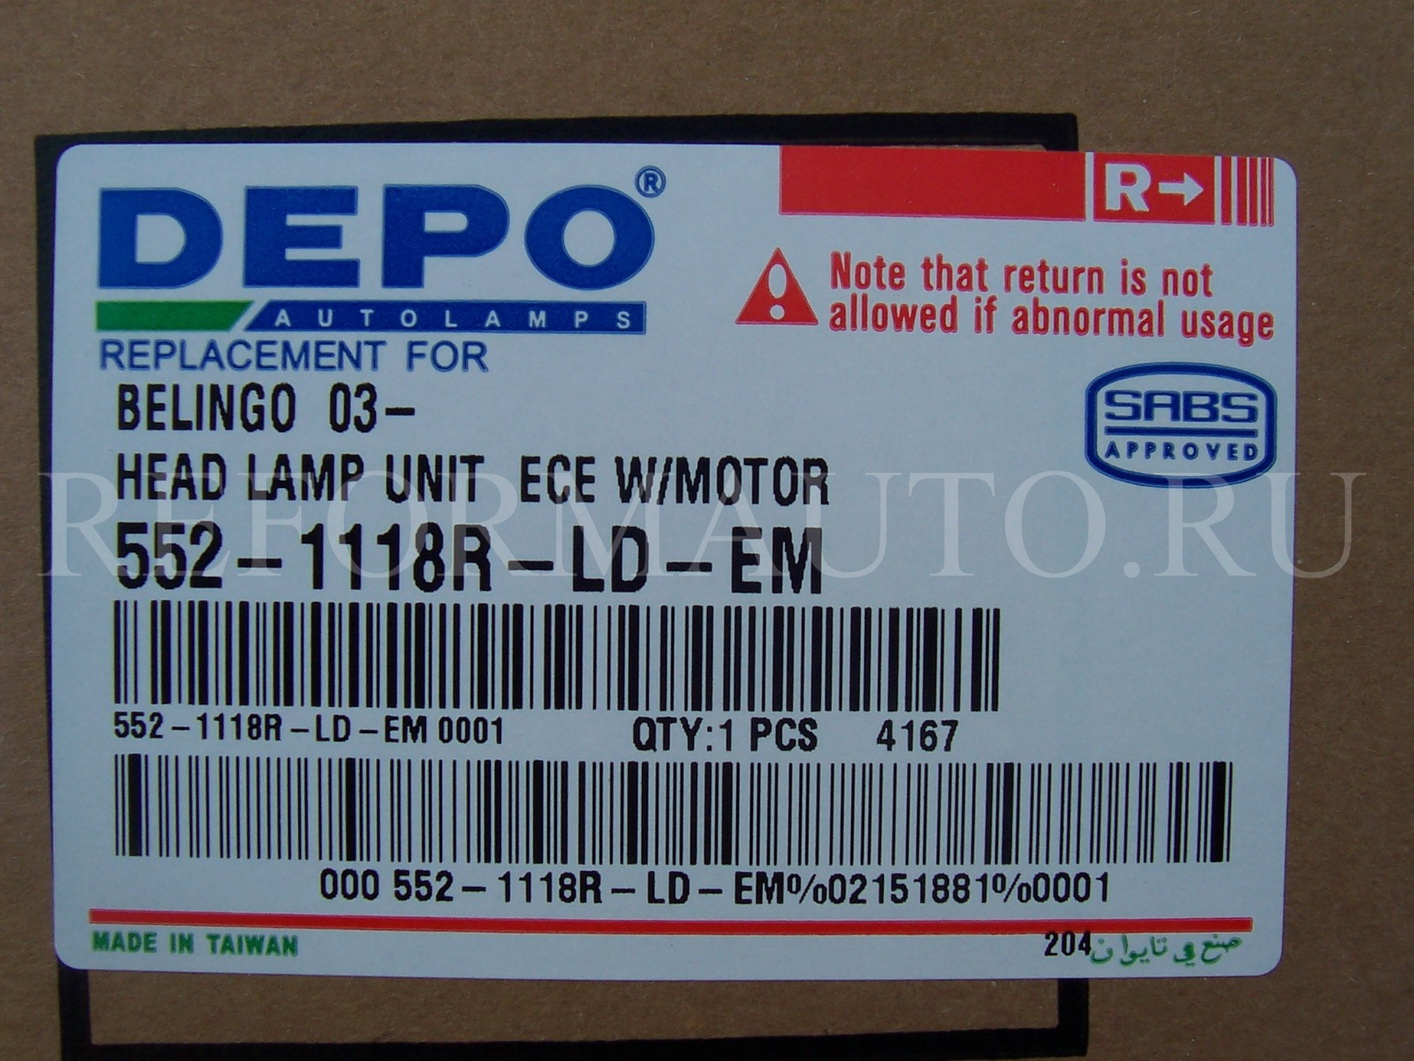 DEPO®
AUTOLAMPS
R→
Note that return is not
allowed if abnormal usage
REPLACEMENT FOR
BELINGO 03-
SABS
APPROVED
HEAD LAMP UNIT ECE W/MOTOR
REFORMAUTO.RU
552-1118R-LD-EM
552-1118R-LD-EM 0001 QTY:1 PCS 4167
000 552-1118R-LD-EM%02151881%0001
MADE IN TAIWAN
204 صنع في تايوان